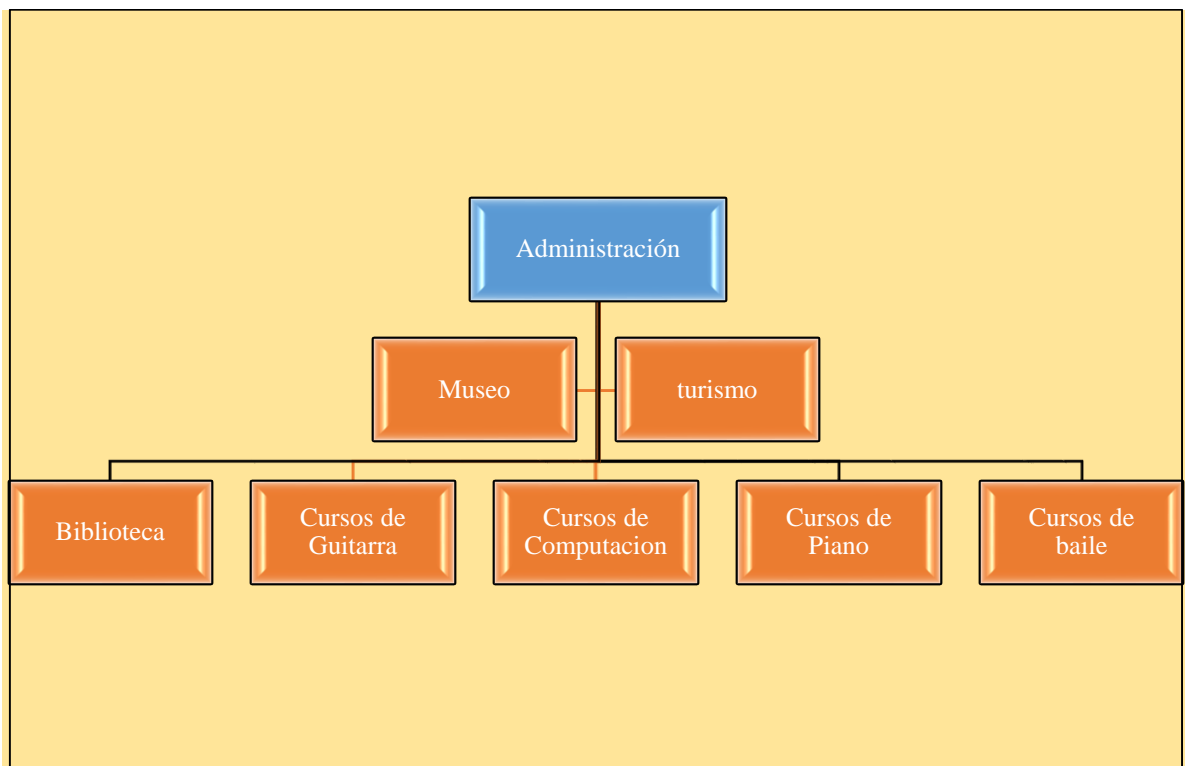 Administración
Museo
turismo
Biblioteca
Cursos de
Guitarra
Cursos de
Computacion
Cursos de
Piano
Cursos de
baile